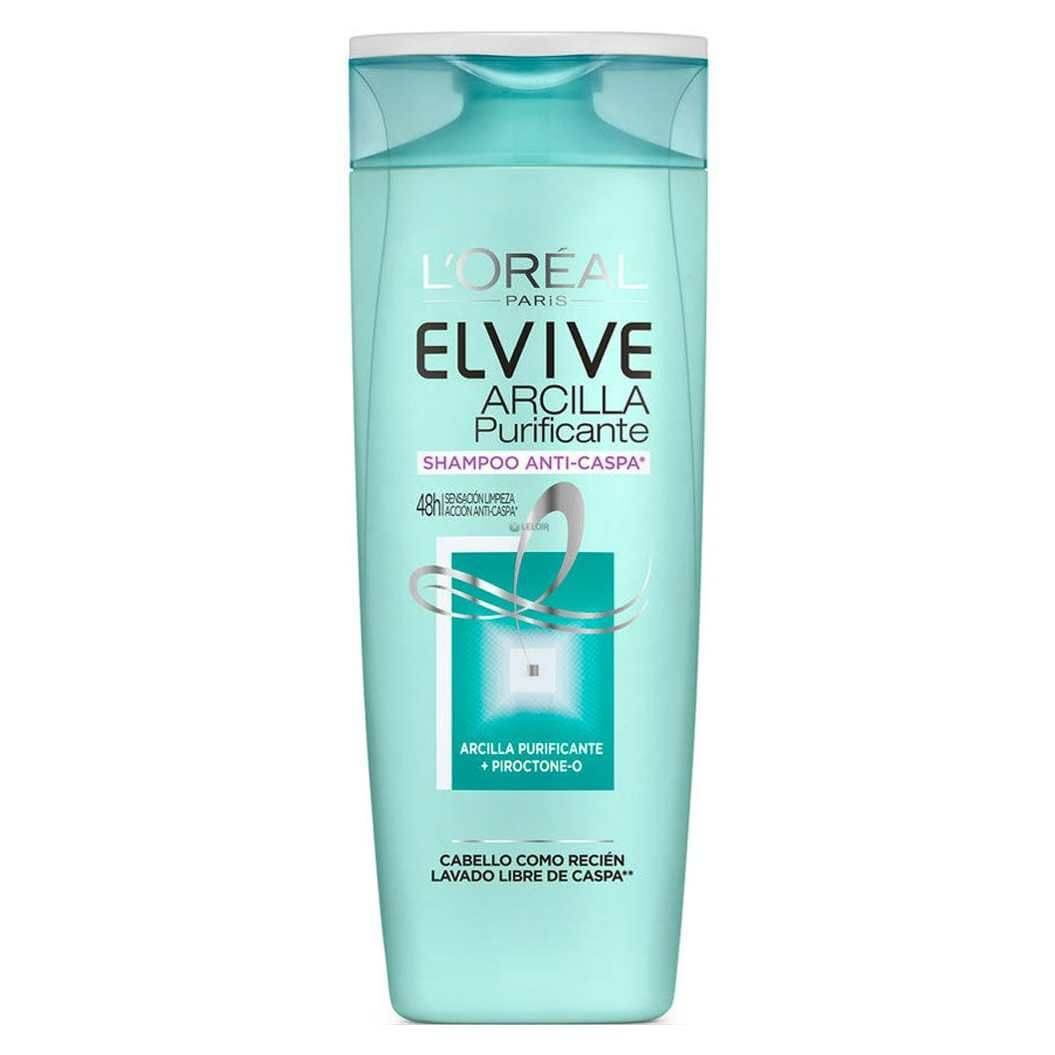 L'ORÉAL
PARiS
ELVIVE
ARCILLA
Purificante
SHAMPOO ANTI-CASPA*
48h SENSACIÓN LIMPIEZA
ACCIÓN ANTI-CASPA*
LELOIR
ARCILLA PURIFICANTE
+ PIROCTONE-O
CABELLO COMO RECIÉN
LAVADO LIBRE DE CASPA**